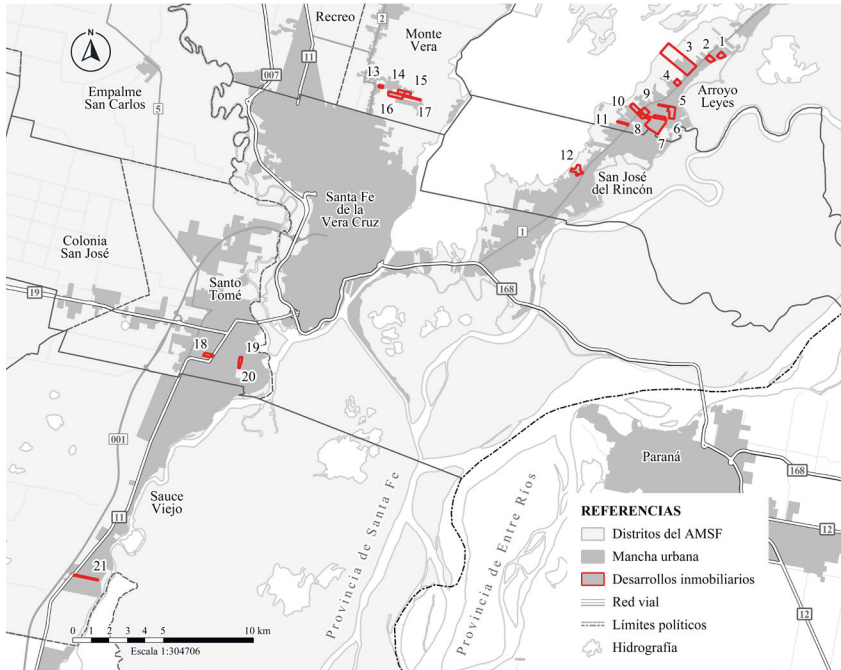 N
Recreo
2
Monte
Vera
11
007
Empalme
San Carlos
5
13
14
15
16
17
3
2
1
4
Arroyo
Leyes
10
9
5
11
8
6
7
12
San José
del Rincón
Santa Fe
de la
Vera Cruz
1
Colonia
San José
Santo
Tomé
19
168
18
19
20
001
Sauce
Viejo
11
21
Paraná
168
12
12
Provincia de Santa Fe
Provincia de Entre Ríos
REFERENCIAS
Distritos del AMSF
Mancha urbana
Desarrollos inmobiliarios
Red vial
Límites políticos
Hidrografía
0 1 2 3 4 5 10 km
Escala 1:304706